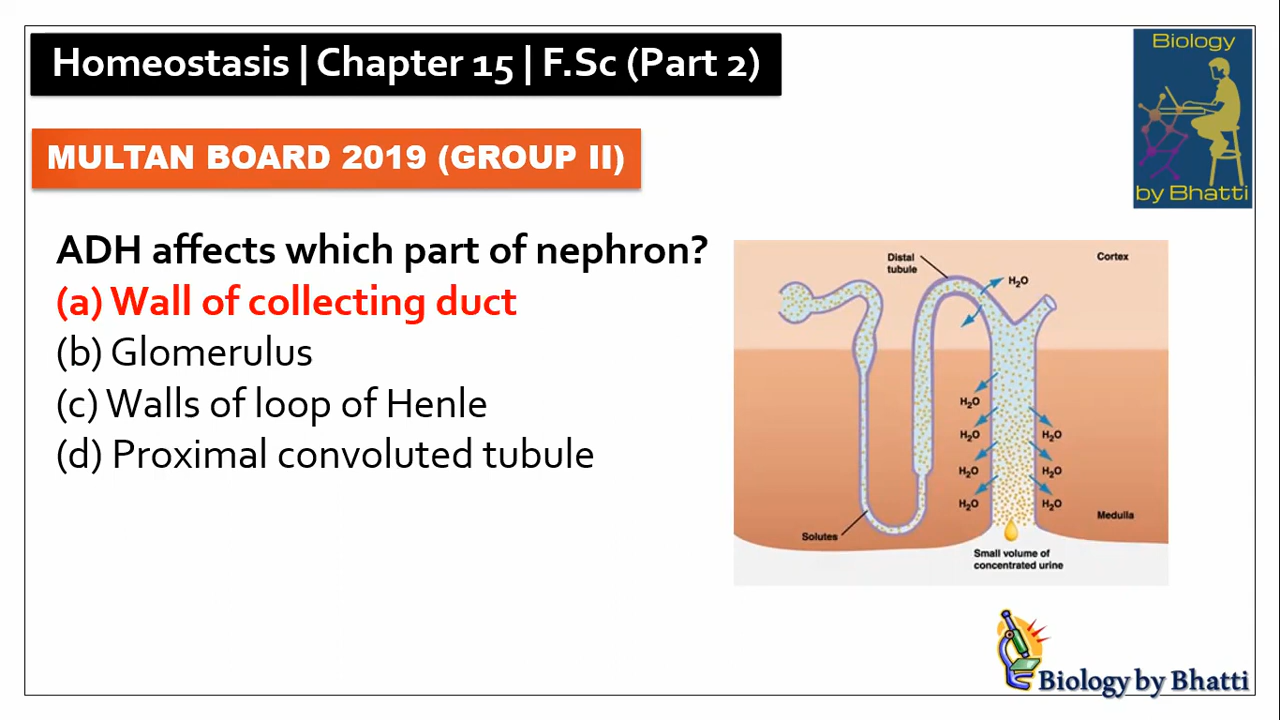 Homeostasis | Chapter 15 | F.Sc (Part 2)
Biology
by Bhatti
MULTAN BOARD 2019 (GROUP II)
ADH affects which part of nephron?
(a) Wall of collecting duct
(b) Glomerulus
(c) Walls of loop of Henle
(d) Proximal convoluted tubule
Distal
tubule
Cortex
H₂O
H₂O
H₂O
H₂O
H₂O
H₂O
H₂O
H₂O
Medulla
Solutes
Small volume of
concentrated urine
Biology by Bhatti